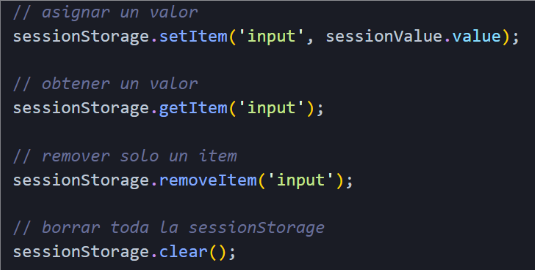 // asignar un valor
sessionStorage.setItem('input', sessionValue.value);
// obtener un valor
sessionStorage.getItem('input');
// remover solo un item
sessionStorage.removeItem('input');
// borrar toda la sessionStorage
sessionStorage.clear();